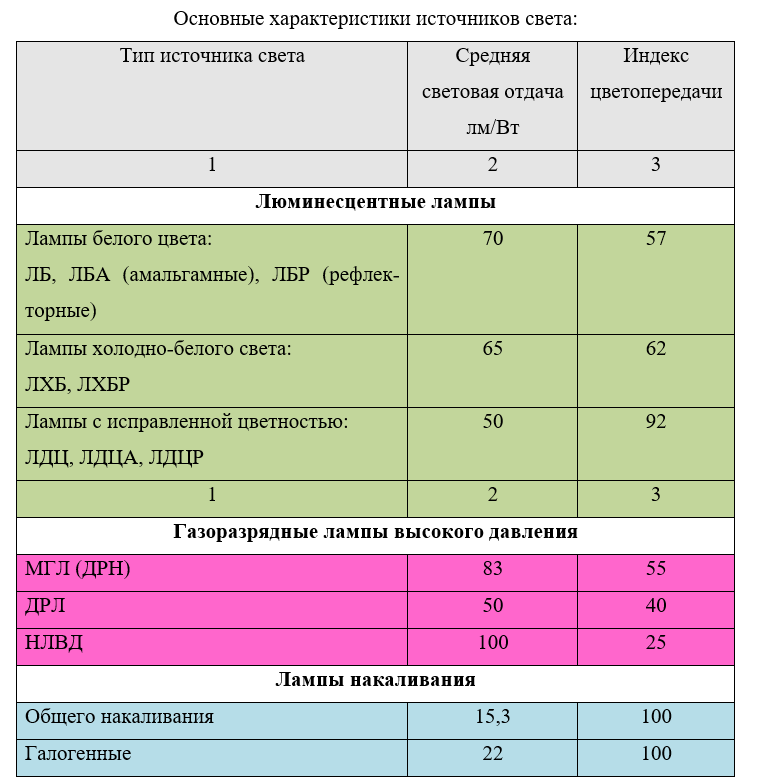 Основные характеристики источников света:
Тип источника света
Средняя
световая отдача
лм/Вт
Индекс
цветопередачи
1 2 3
Люминесцентные лампы
Лампы белого цвета: 70 57
ЛБ, ЛБА (амальгамные), ЛБР (рефлек-
торные)
Лампы холодно-белого света: 65 62
ЛХБ, ЛХБР
Лампы с исправленной цветностью: 50 92
ЛДЦ, ЛДЦА, ЛДЦР
1 2 3
Газоразрядные лампы высокого давления
МГЛ (ДРН) 83 55
ДРЛ 50 40
НЛВД 100 25
Лампы накаливания
Общего накаливания 15,3 100
Галогенные 22 100